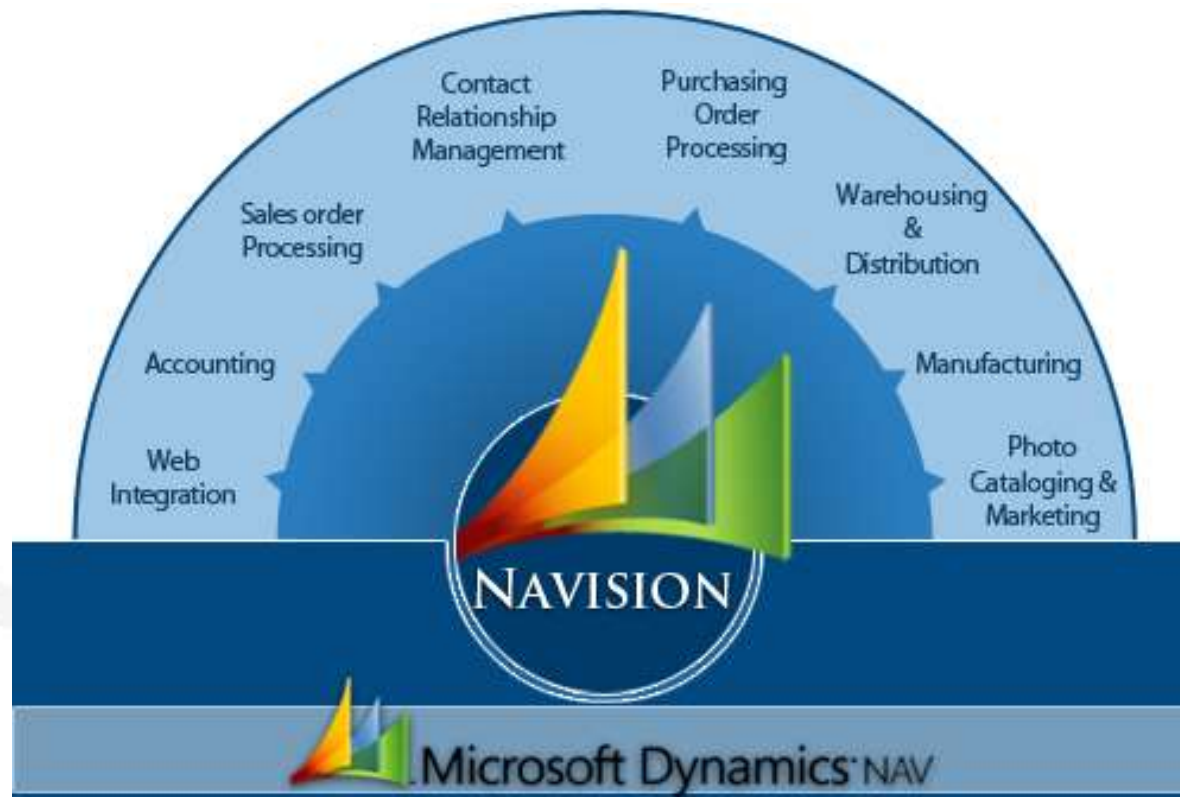 Contact
Relationship
Management
Purchasing
Order
Processing
Sales order
Processing
Warehousing
&
Distribution
Accounting
Manufacturing
Web
Integration
Photo
Cataloging &
Marketing
NAVISION
Microsoft Dynamics NAV